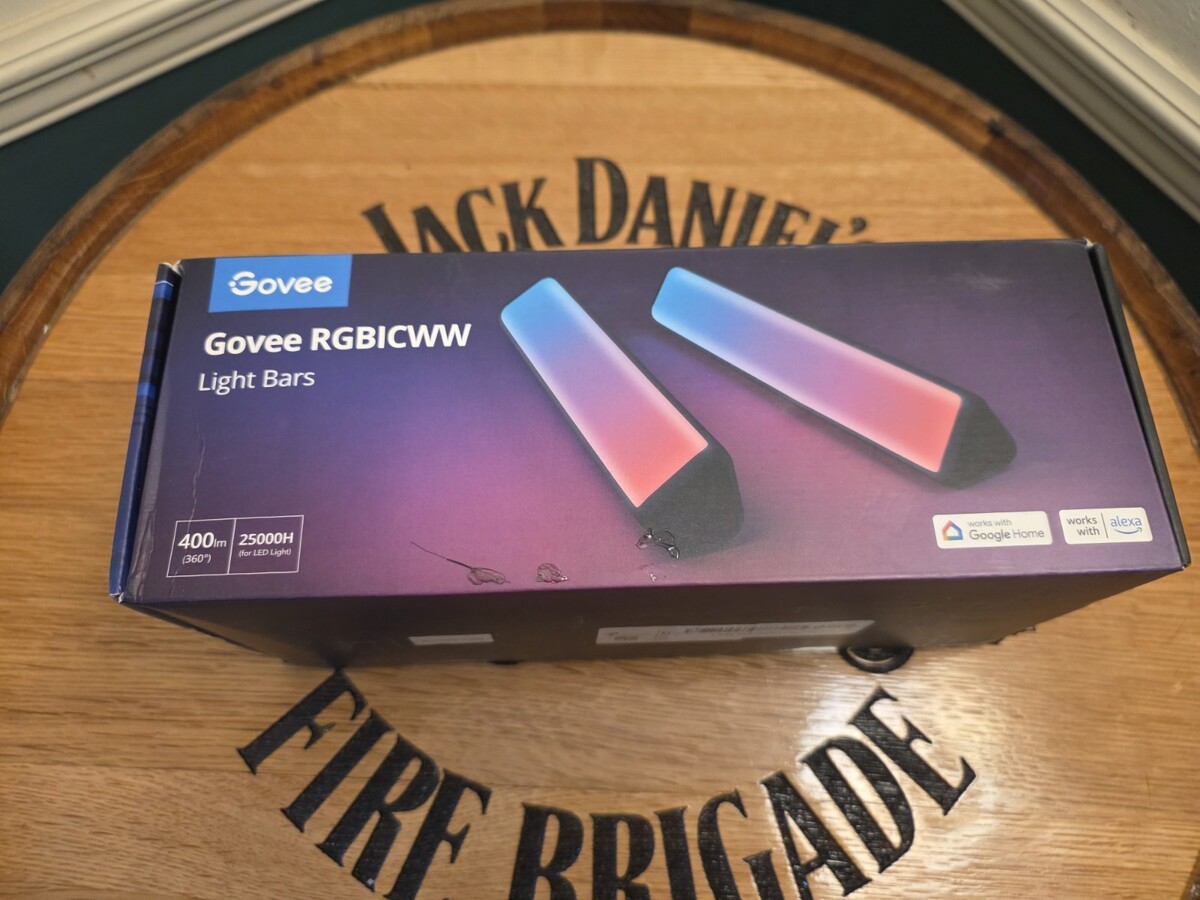 JACK DANIEL'S
Govee
Govee RGBICWW
Light Bars
400lm
(360°)
25000H
(for LED Light)
works with
Google Home
works
with
alexa
FIRE BRIGADE